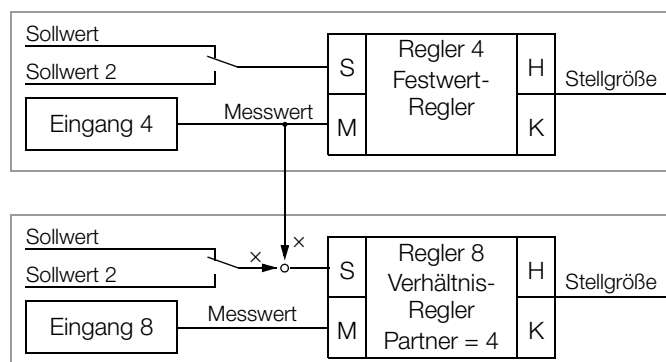 Sollwert
Sollwert 2
Eingang 4
Messwert
S
M
Regler 4
Festwert-
Regler
H
K
Stellgröße
Sollwert
Sollwert 2
Eingang 8
×
×
Messwert
S
M
Regler 8
Verhältnis-
Regler
Partner = 4
H
K
Stellgröße